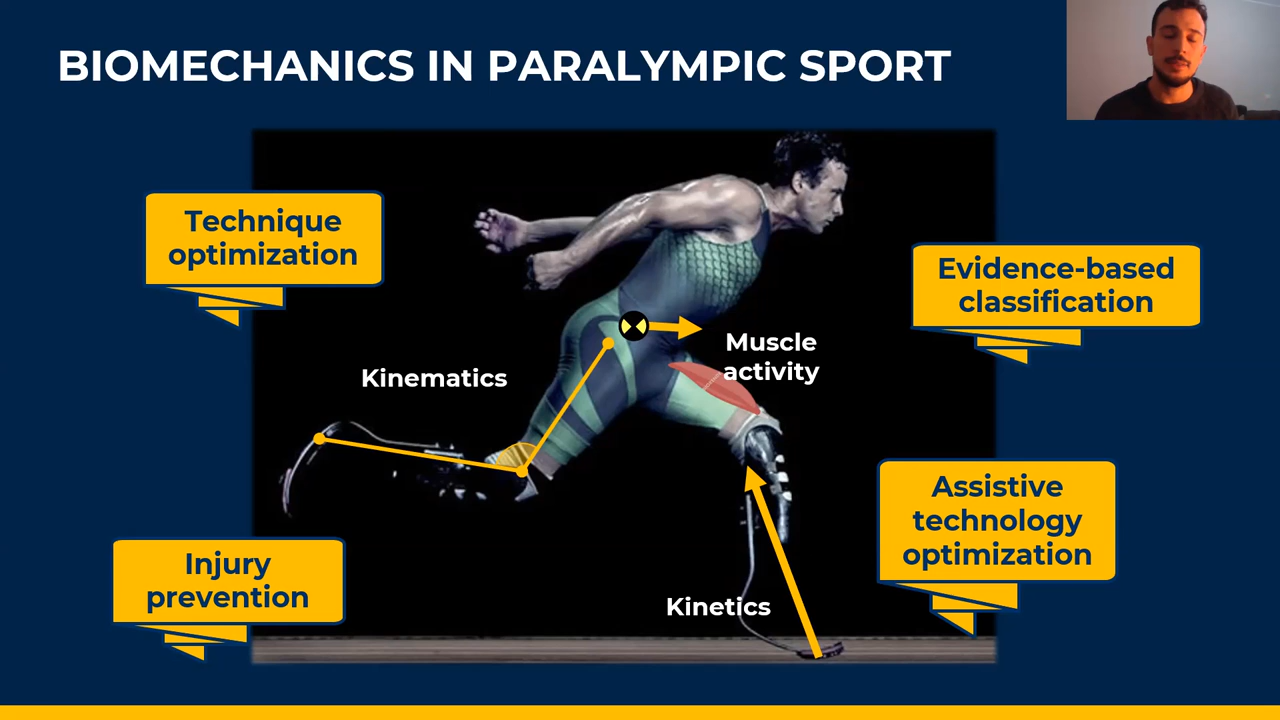 BIOMECHANICS IN PARALYMPIC SPORT
Technique
optimization
Evidence-based
classification
Muscle
activity
Kinematics
Assistive
technology
optimization
Injury
prevention
Kinetics